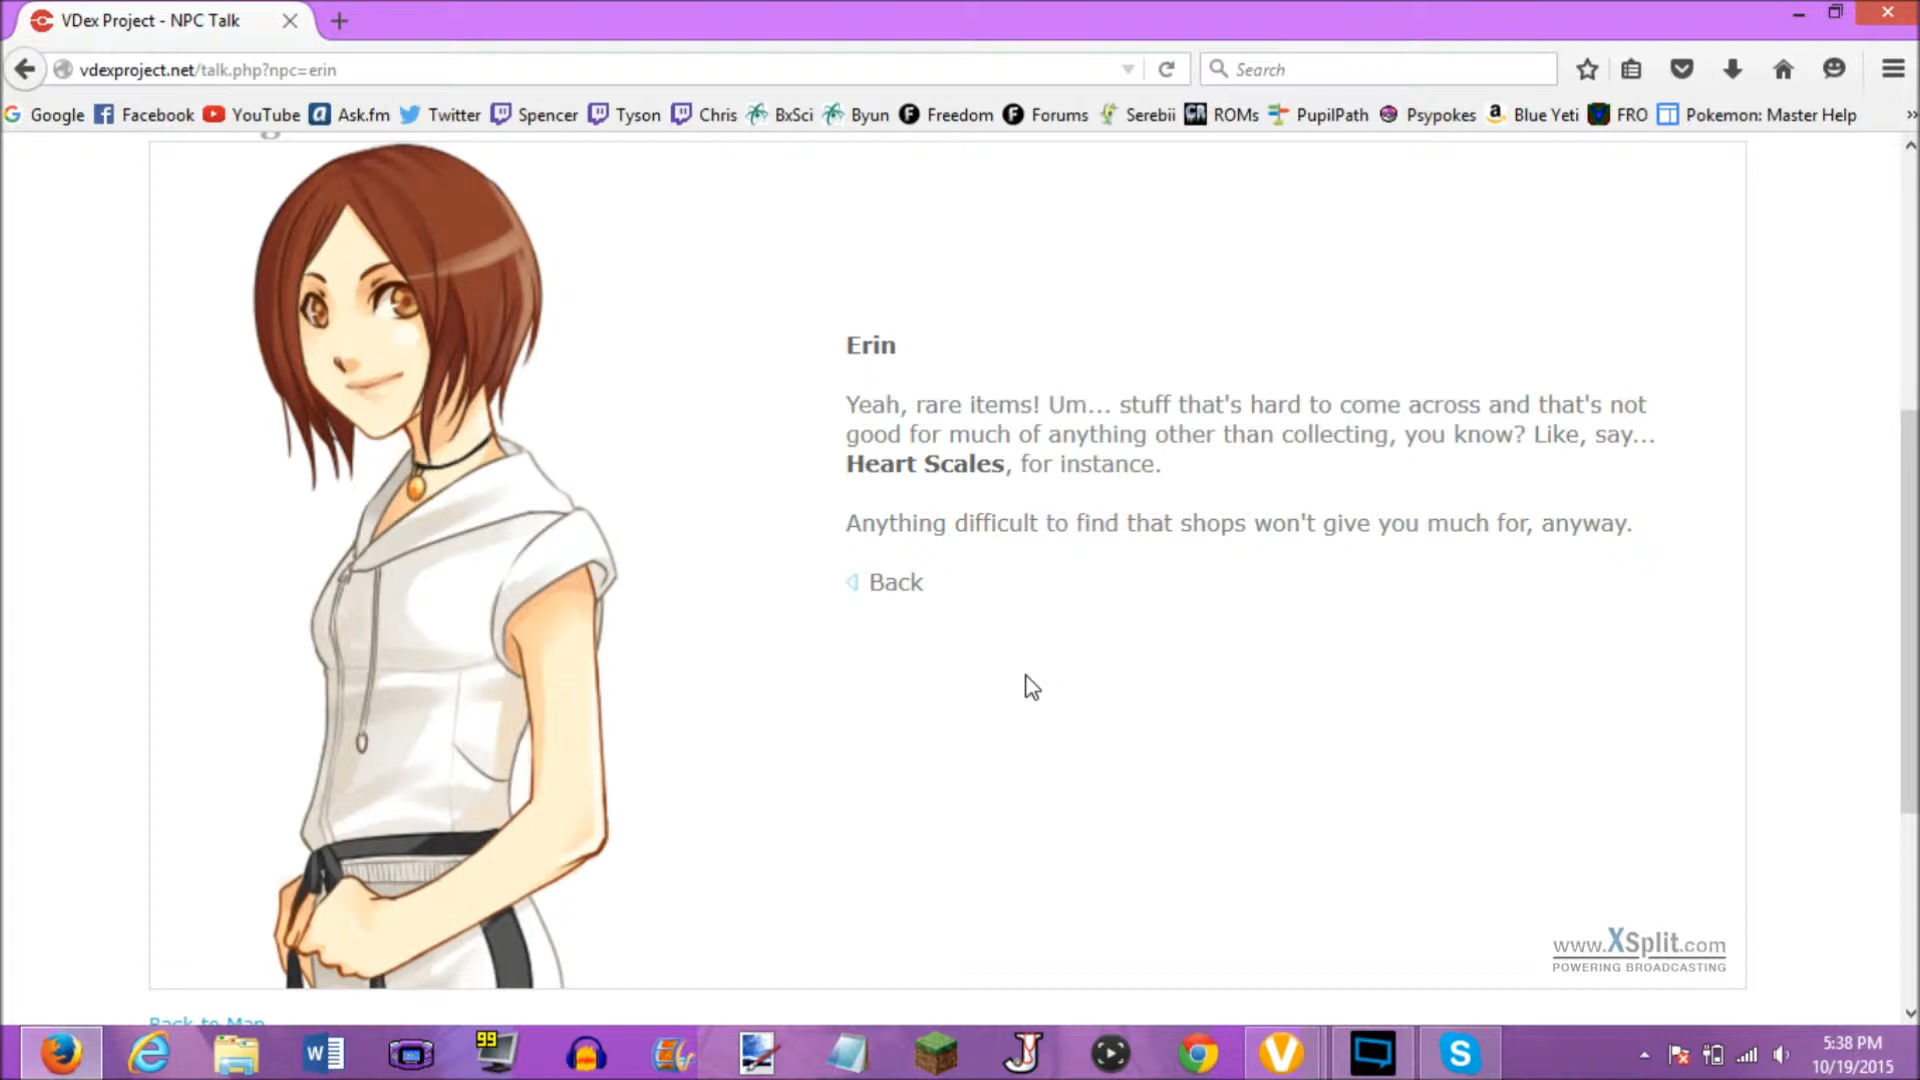 VDex Project - NPC Talk
vdexproject.net/talk.php?npc=erin
Search
Google Facebook YouTube Ask.fm Twitter Spencer Tyson Chris BxSci Byun Freedom Forums Serebii ROMs PupilPath Psypokes Blue Yeti FRO Pokemon: Master Help
Erin
Yeah, rare items! Um... stuff that's hard to come across and that's not
good for much of anything other than collecting, you know? Like, say...
Heart Scales, for instance.
Anything difficult to find that shops won't give you much for, anyway.
Back
www.XSplit.com
POWERING BROADCASTING
Back to Map
99
5:38 PM
10/19/2015